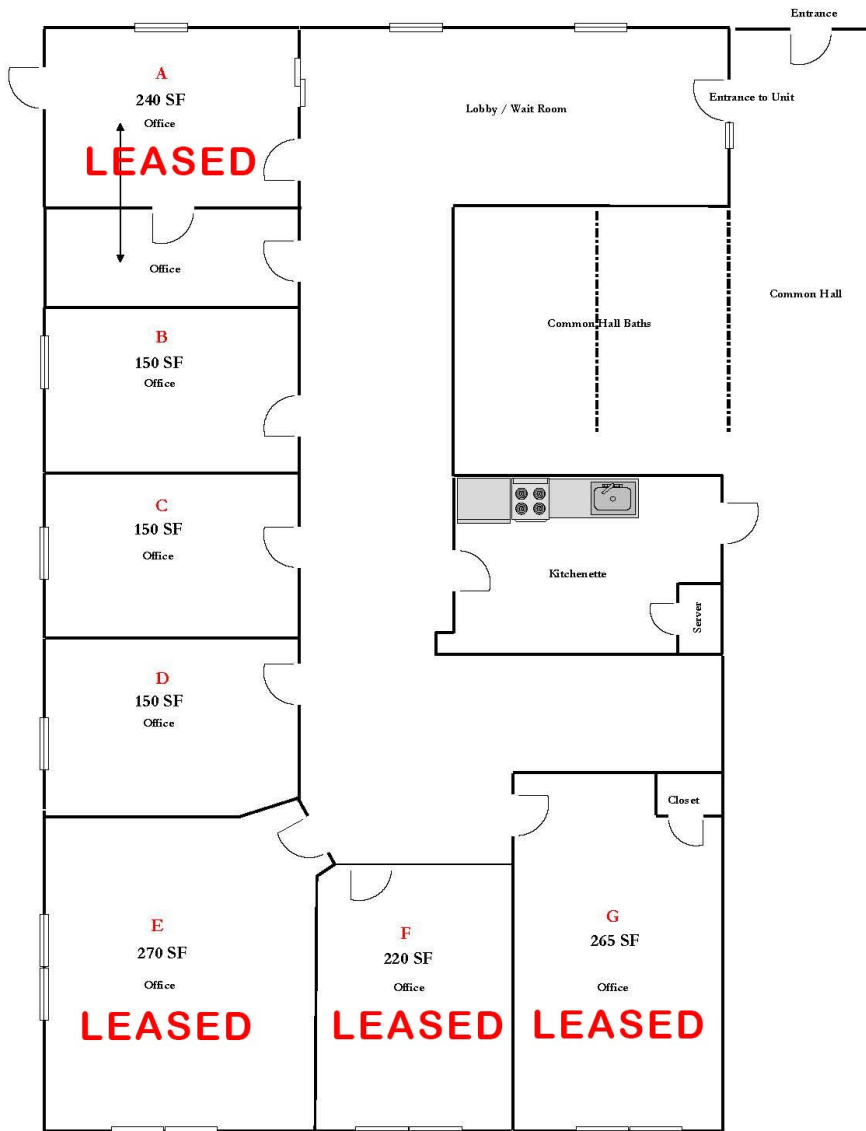 Entrance
A
240 SF
Office
LEASED
Lobby / Wait Room
Entrance to Unit
Office
Common Hall
Common Hall Baths
B
150 SF
Office
C
150 SF
Office
Kitchenette
Server
D
150 SF
Office
Closet
E
270 SF
Office
LEASED
F
220 SF
Office
LEASED
G
265 SF
Office
LEASED